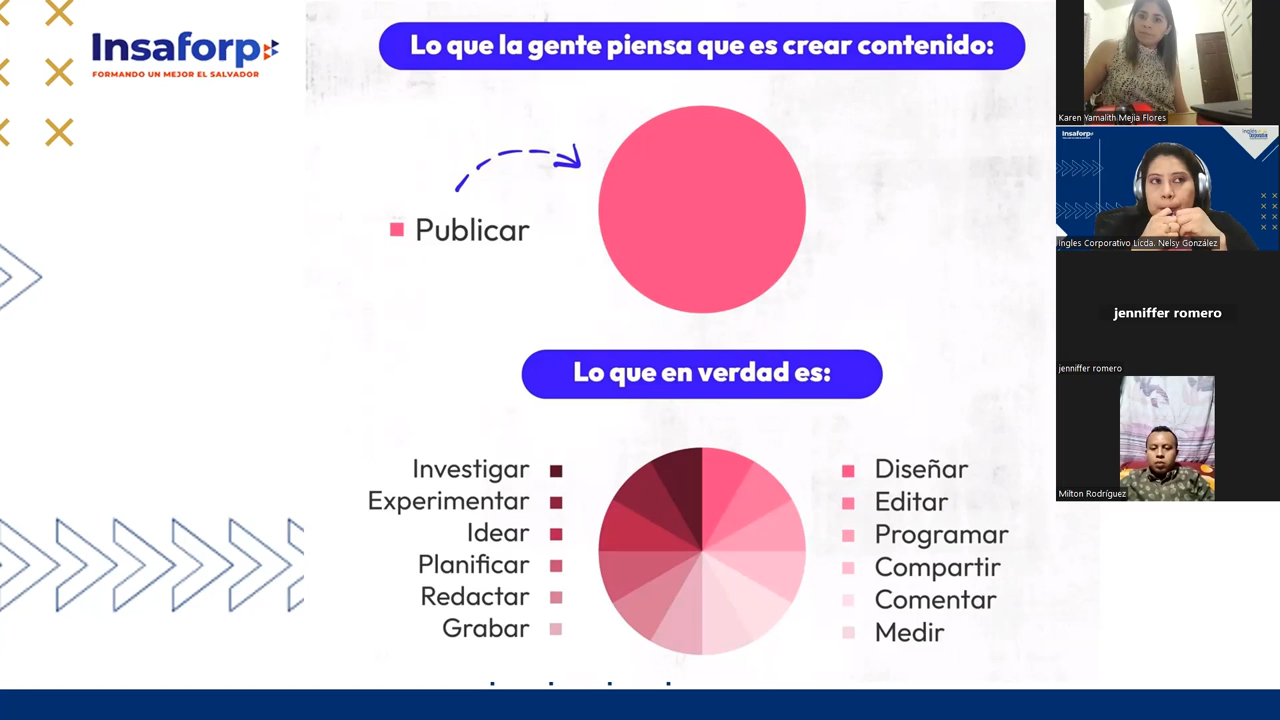 Insaforp
FORMANDO UN MEJOR EL SALVADOR
Lo que la gente piensa que es crear contenido:
Publicar
Lo que en verdad es:
Investigar
Experimentar
Idear
Planificar
Redactar
Grabar
Diseñar
Editar
Programar
Compartir
Comentar
Medir
Karen Yamalith Mejia Flores
Insaforp
Ingles Corporativo Licda. Nelsy González
jenniffer romero
jenniffer romero
Milton Rodríguez